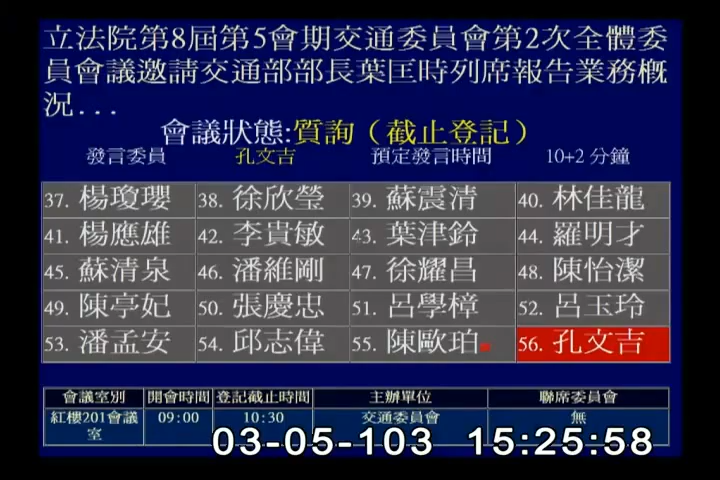 立法院第8屆第5會期交通委員會第2次全體委
員會議邀請交通部部長葉匡時列席報告業務概
況...
會議狀態:質詢（截止登記）
發言委員 孔文吉 預定發言時間 10+2 分鐘
37. 楊瓊瓔 38. 徐欣瑩 39. 蘇震清 40. 林佳龍
41. 楊應雄 42. 李貴敏 43. 葉津鈴 44. 羅明才
45. 蘇清泉 46. 潘維剛 47. 徐耀昌 48. 陳怡潔
49. 陳亭妃 50. 張慶忠 51. 呂學樟 52. 呂玉玲
53. 潘孟安 54. 邱志偉 55. 陳歐珀 56. 孔文吉
會議室別 開會時間 登記截止時間 主辦單位 聯席委員會
紅樓201會議室 09:00 10:30 交通委員會 無
03-05-103 15:25:58